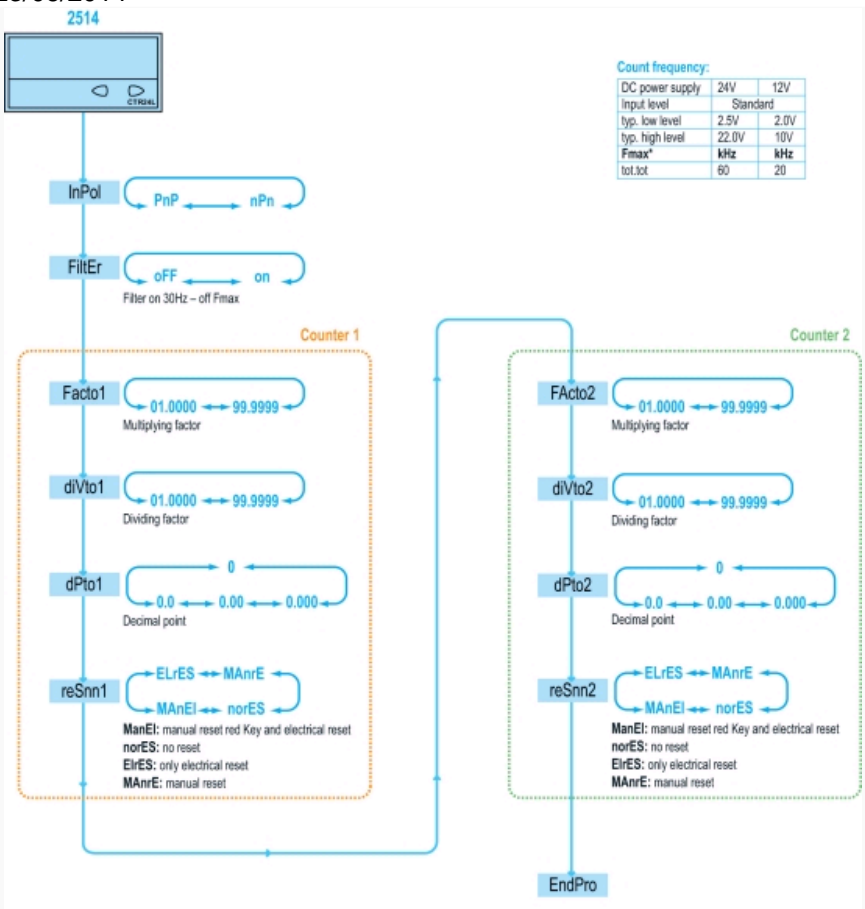 2514
CTR24L
Count frequency:
DC power supply 24V 12V
Input level Standard
typ. low level 2.5V 2.0V
typ. high level 22.0V 10V
Fmax* kHz kHz
tot.tot 60 20
InPol
PnP nPn
FiltEr
oFF on
Filter on 30Hz – off Fmax
Counter 1
Facto1
01.0000 99.9999
Multiplying factor
diVto1
01.0000 99.9999
Dividing factor
dPto1
0
0.0 0.00 0.000
Decimal point
reSnn1
ELrES MAnrE
MAnEl norES
ManEl: manual reset red Key and electrical reset
norES: no reset
ElrES: only electrical reset
MAnrE: manual reset
Counter 2
FActo2
01.0000 99.9999
Multiplying factor
diVto2
01.0000 99.9999
Dividing factor
dPto2
0
0.0 0.00 0.000
Decimal point
reSnn2
ELrES MAnrE
MAnEl norES
ManEl: manual reset red Key and electrical reset
norES: no reset
ElrES: only electrical reset
MAnrE: manual reset
EndPro